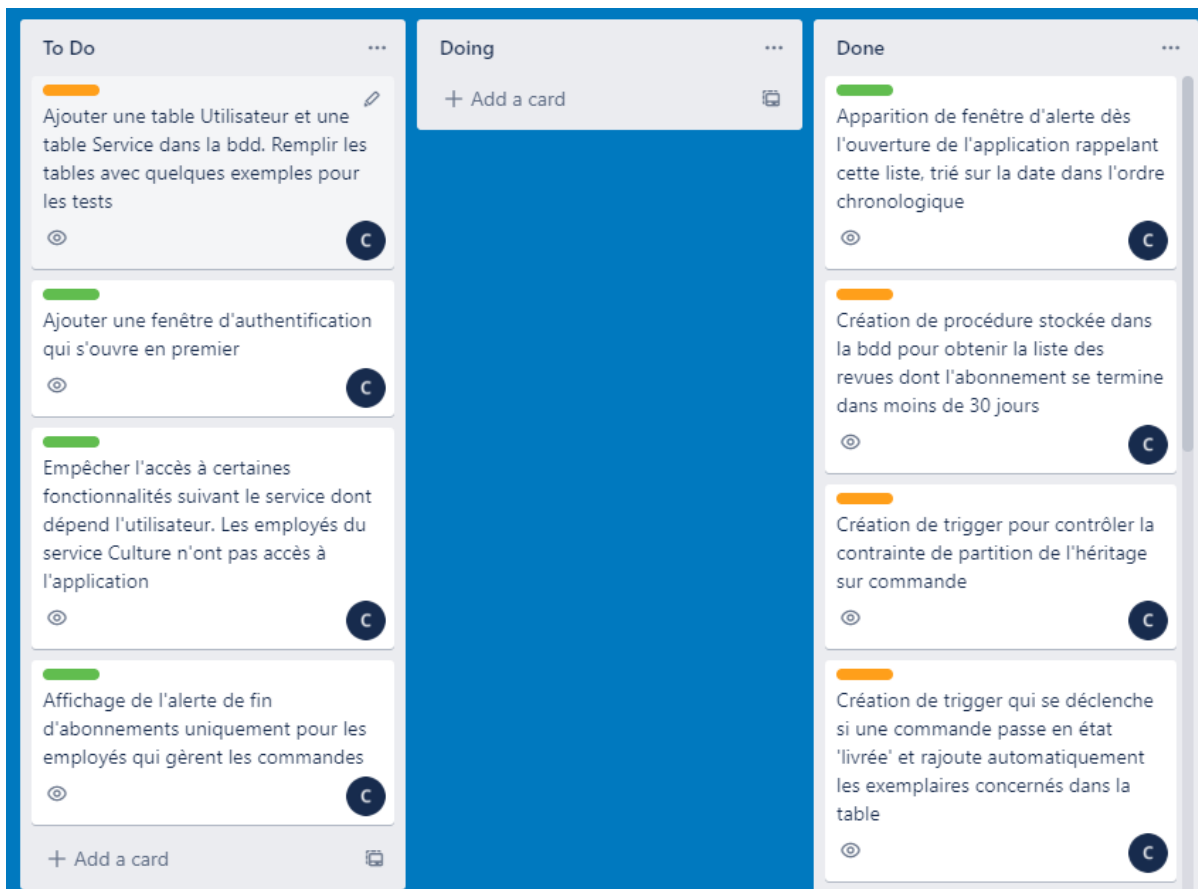 To Do
Ajouter une table Utilisateur et une
table Service dans la bdd. Remplir les
tables avec quelques exemples pour
les tests
C
Ajouter une fenêtre d'authentification
qui s'ouvre en premier
C
Empêcher l'accès à certaines
fonctionnalités suivant le service dont
dépend l'utilisateur. Les employés du
service Culture n'ont pas accès à
l'application
C
Affichage de l'alerte de fin
d'abonnements uniquement pour les
employés qui gèrent les commandes
C
+ Add a card
Doing
+ Add a card
Done
Apparition de fenêtre d'alerte dès
l'ouverture de l'application rappelant
cette liste, trié sur la date dans l'ordre
chronologique
C
Création de procédure stockée dans
la bdd pour obtenir la liste des
revues dont l'abonnement se termine
dans moins de 30 jours
C
Création de trigger pour contrôler la
contrainte de partition de l'héritage
sur commande
C
Création de trigger qui se déclenche
si une commande passe en état
'livrée' et rajoute automatiquement
les exemplaires concernés dans la
table
C